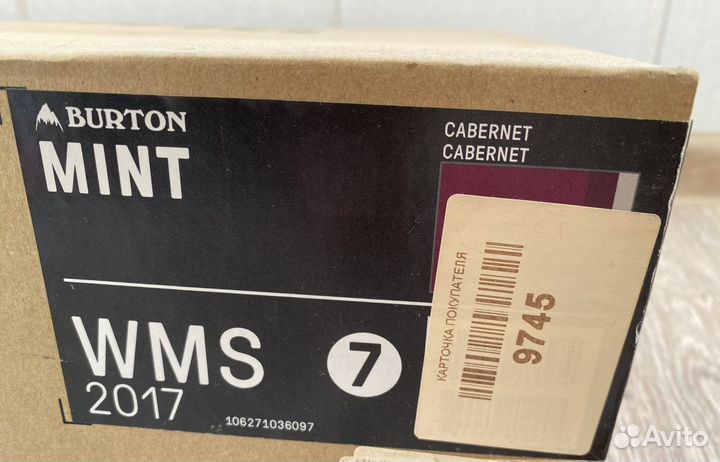 BURTON
MINT
CABERNET
CABERNET
WMS
7
2017
106271036097
КАРТОЧКА ПОКУПАТЕЛЯ
9745
Avito